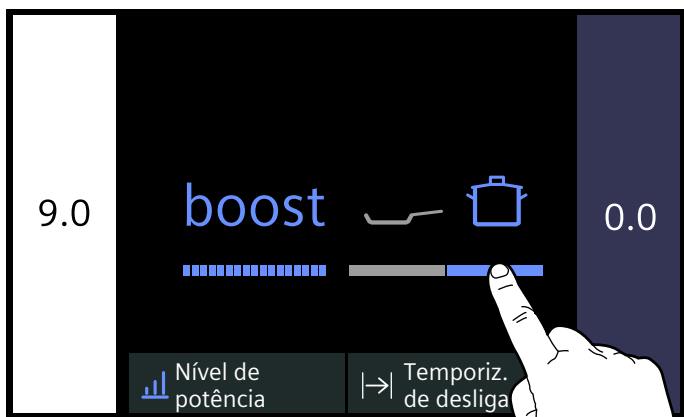 9.0
boost
0.0
Nível de
potência
Temporiz.
de desliga